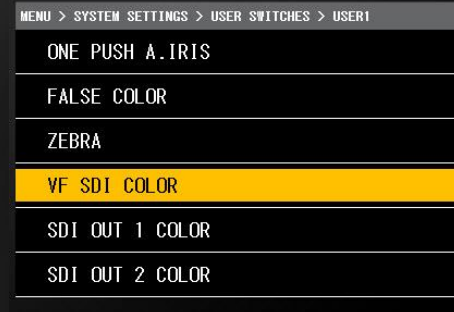 MENU > SYSTEM SETTINGS > USER SWITCHES > USER1
ONE PUSH A.IRIS
FALSE COLOR
ZEBRA
VF SDI COLOR
SDI OUT 1 COLOR
SDI OUT 2 COLOR